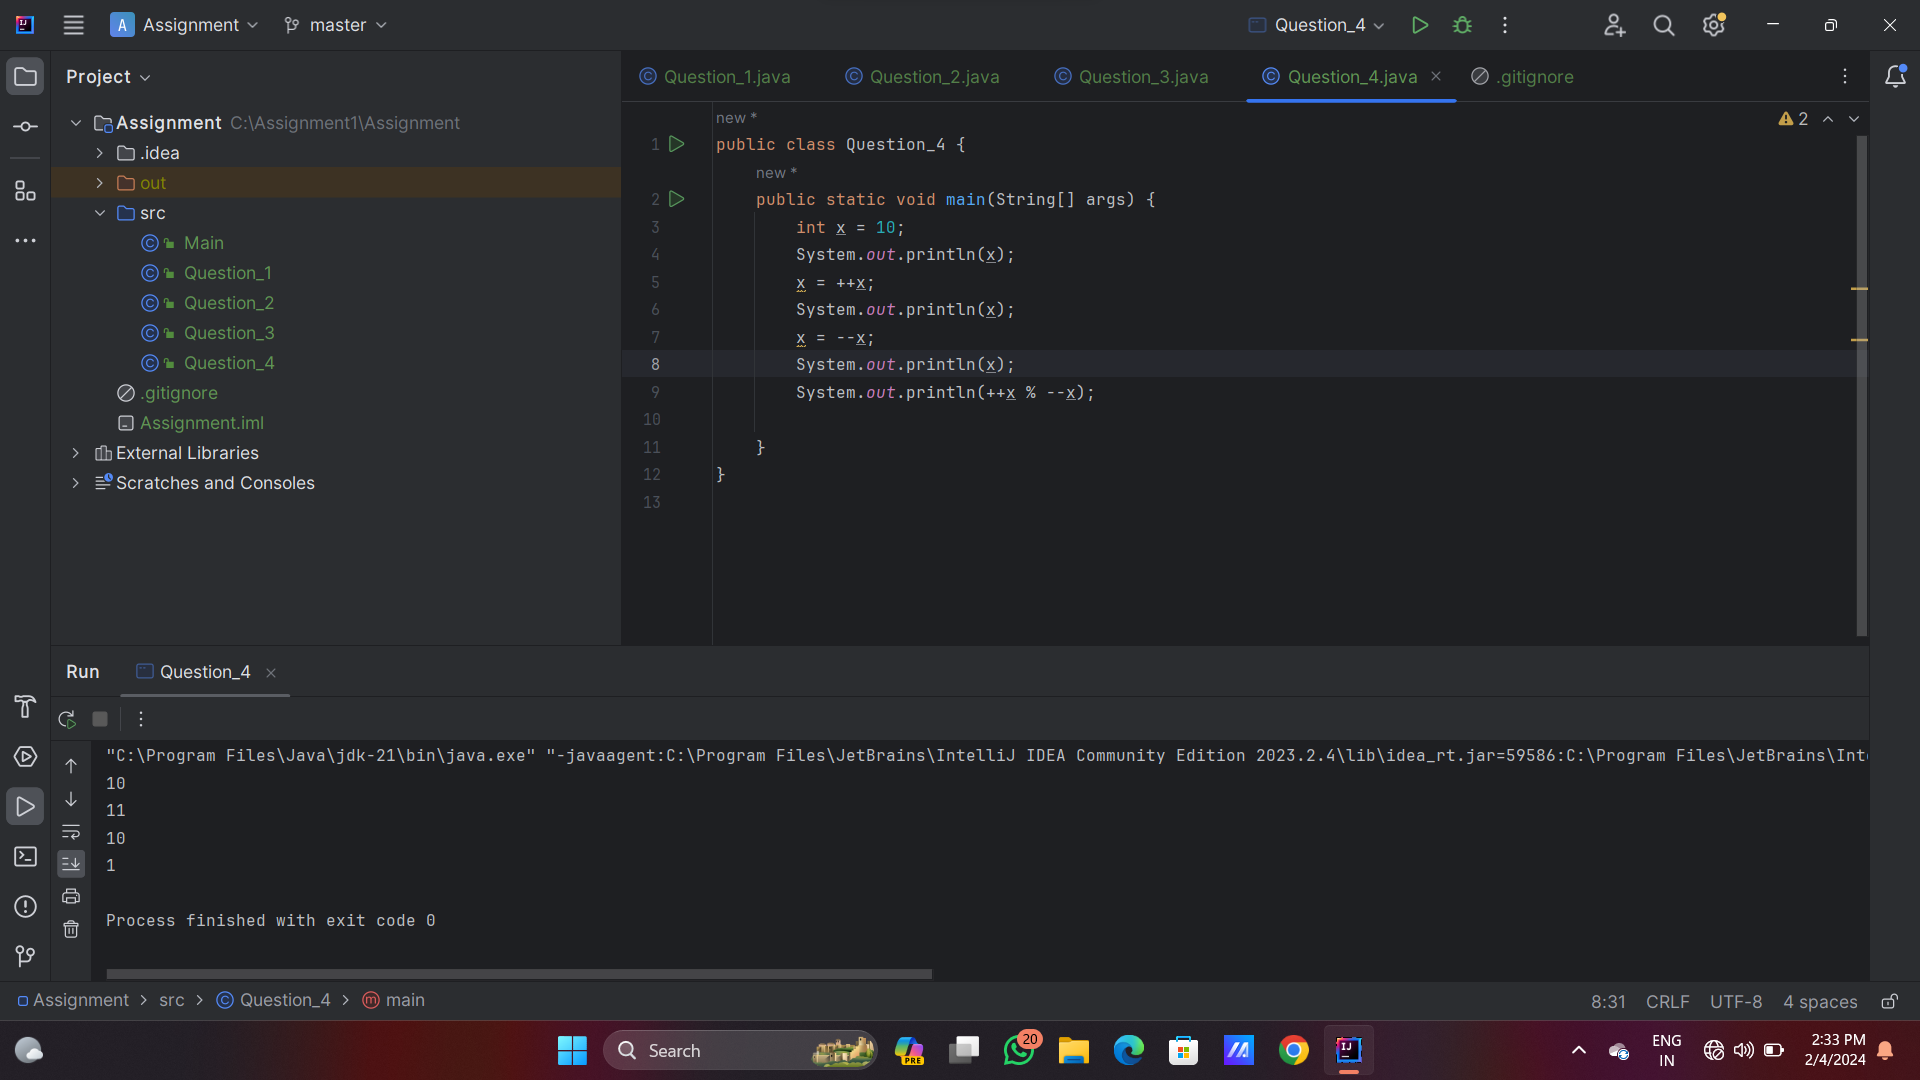 Assignment
master
Question_4
Project
Assignment C:\Assignment1\Assignment
.idea
out
src
Main
Question_1
Question_2
Question_3
Question_4
.gitignore
Assignment.iml
External Libraries
Scratches and Consoles
Question_1.java
Question_2.java
Question_3.java
Question_4.java
.gitignore
2
new *
1 public class Question_4 {
new *
2 public static void main(String[] args) {
3 int x = 10;
4 System.out.println(x);
5 x = ++x;
6 System.out.println(x);
7 x = --x;
8 System.out.println(x);
9 System.out.println(++x % --x);
10
11 }
12 }
13
Run
Question_4
"C:\Program Files\Java\jdk-21\bin\java.exe" "-javaagent:C:\Program Files\JetBrains\IntelliJ IDEA Community Edition 2023.2.4\lib\idea_rt.jar=59586:C:\Program Files\JetBrains\Int
10
11
10
1
Process finished with exit code 0
Assignment > src > Question_4 > main
8:31 CRLF UTF-8 4 spaces
Search
PRE
20
ENG
IN
2:33 PM
2/4/2024